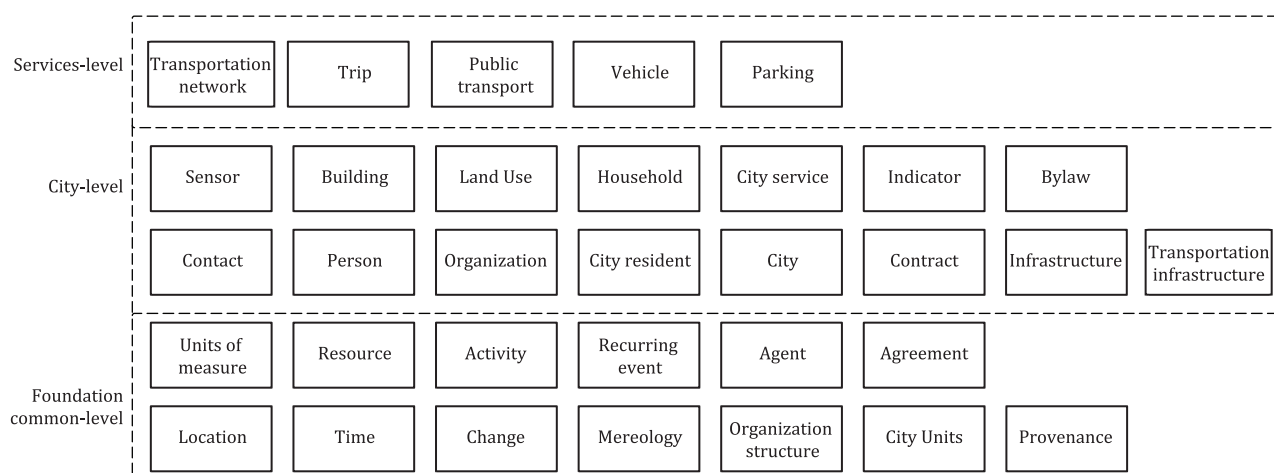 Services-level
Transportation
network
Trip
Public
transport
Vehicle
Parking
City-level
Sensor
Building
Land Use
Household
City service
Indicator
Bylaw
Contact
Person
Organization
City resident
City
Contract
Infrastructure
Transportation
infrastructure
Foundation
common-level
Units of
measure
Resource
Activity
Recurring
event
Agent
Agreement
Location
Time
Change
Mereology
Organization
structure
City Units
Provenance